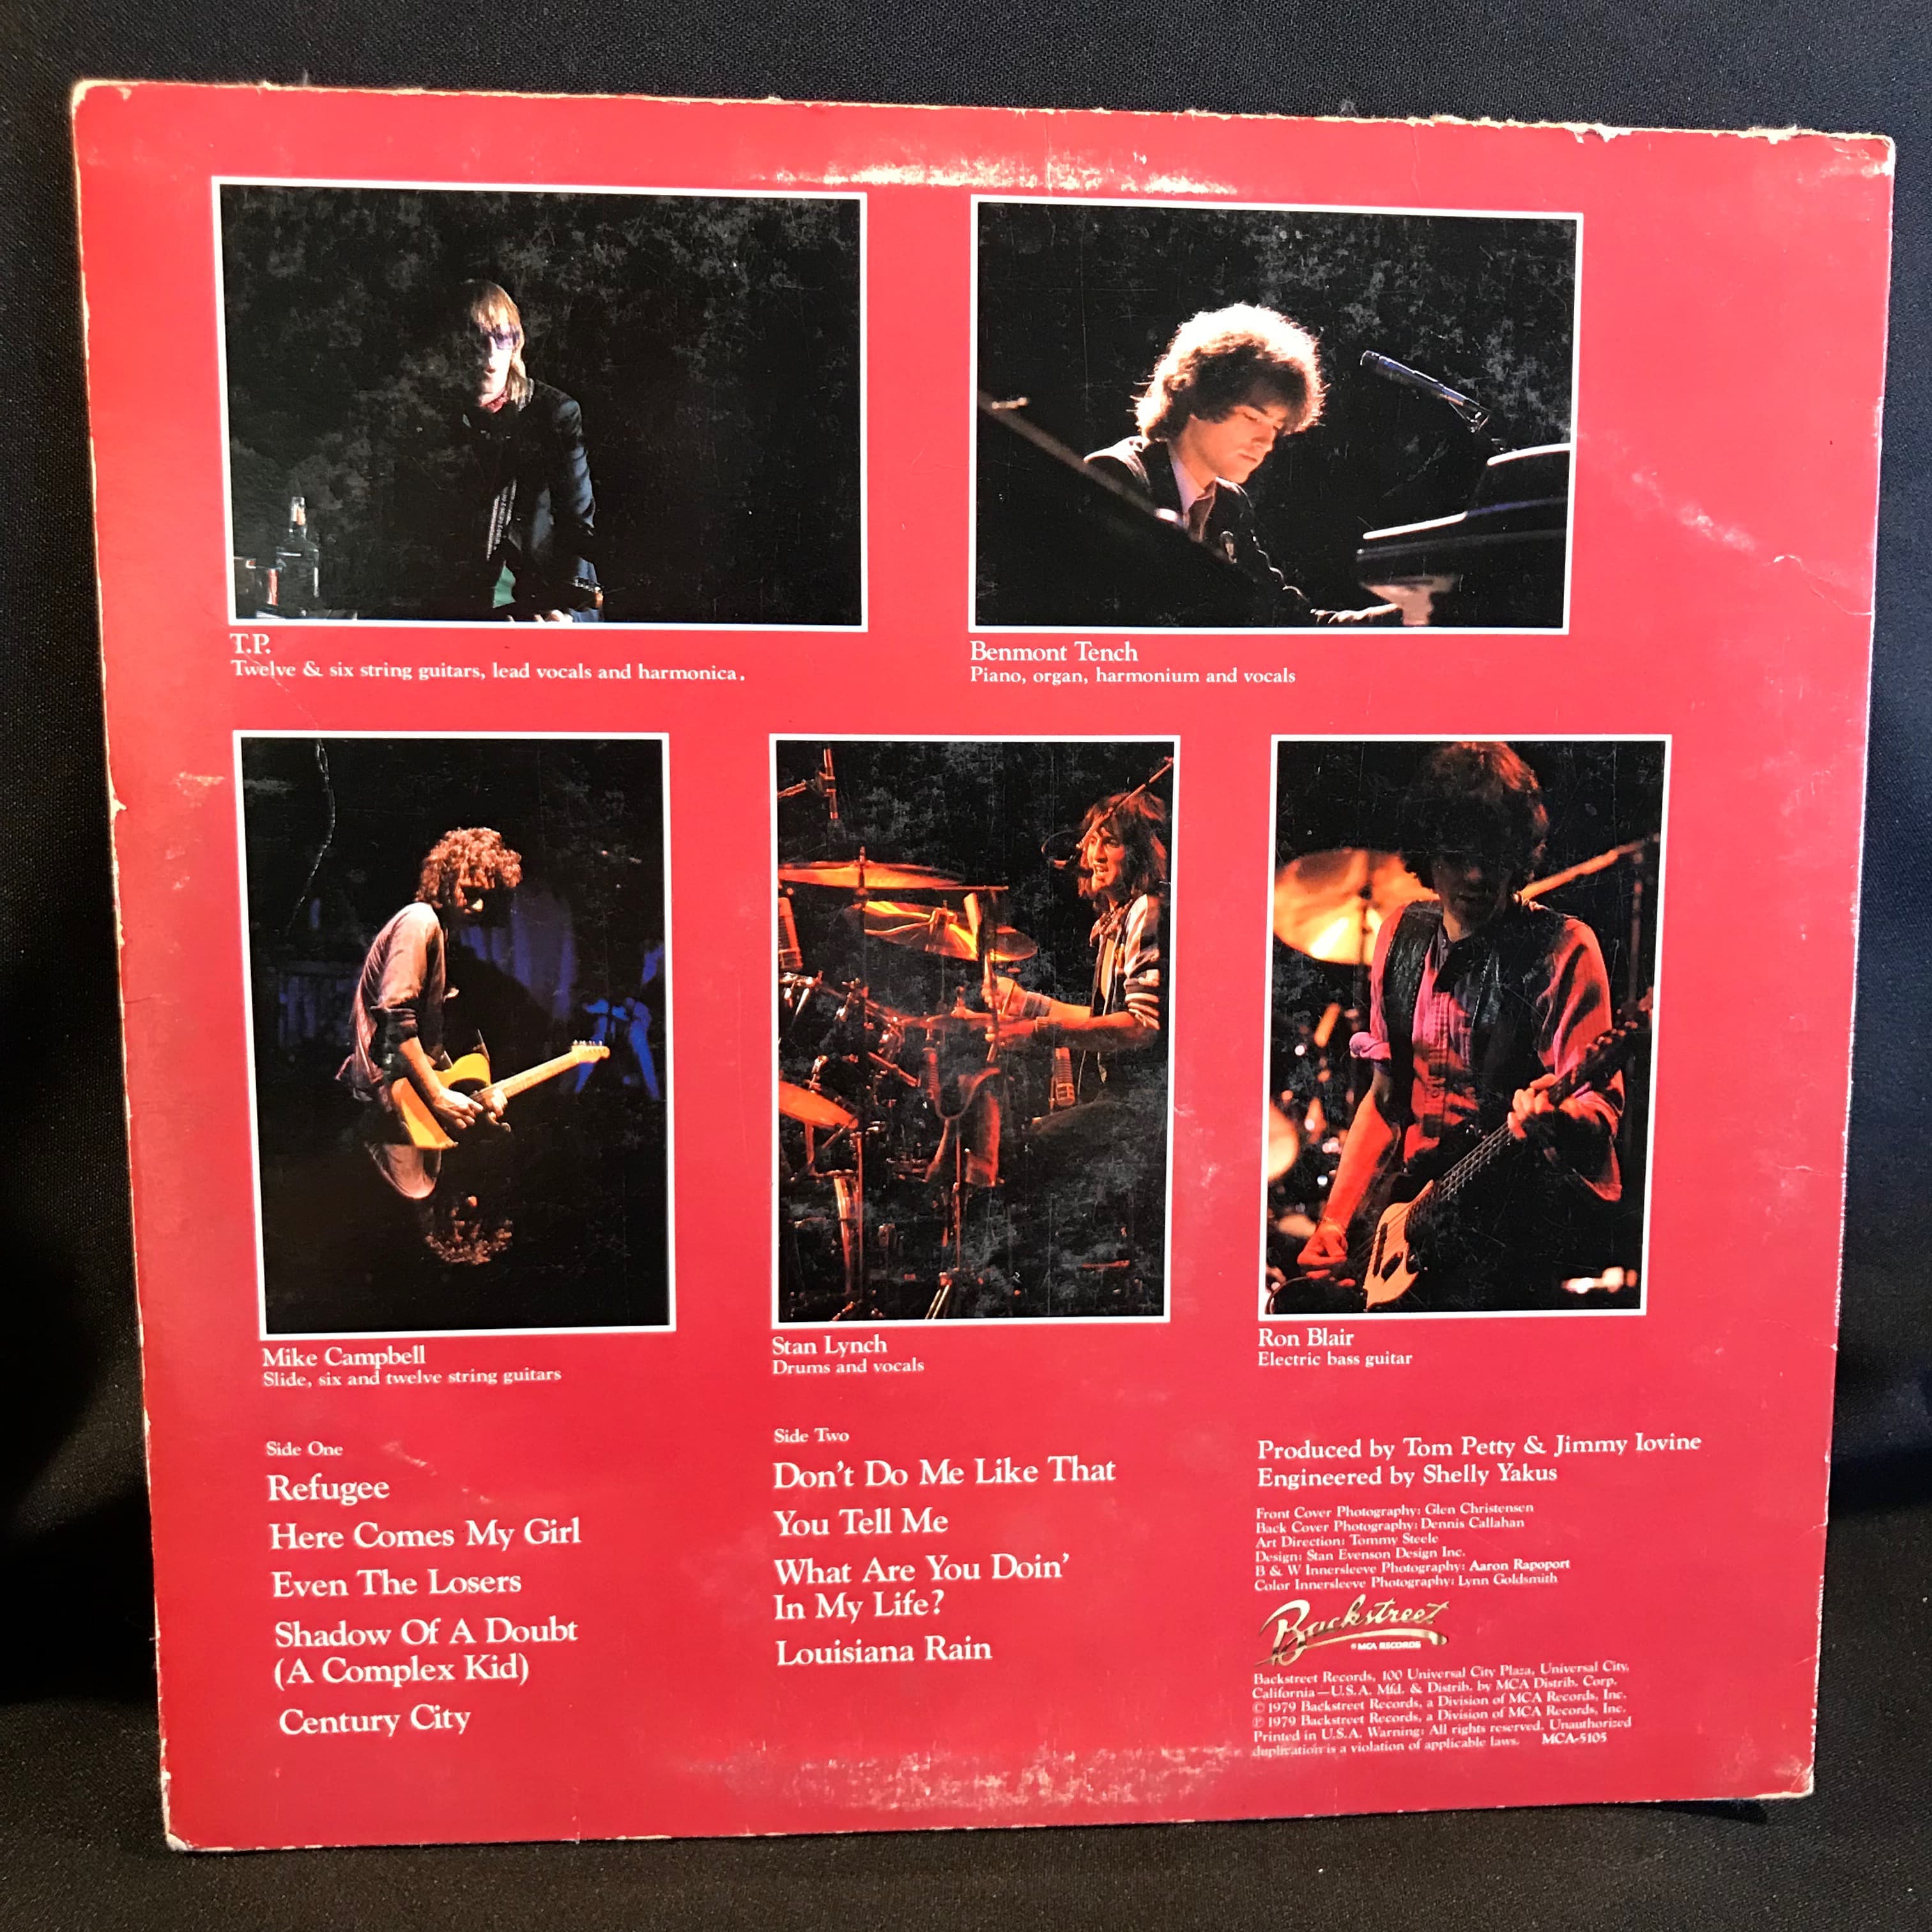 T.P.
Twelve & six string guitars, lead vocals and harmonica.
Benmont Tench
Piano, organ, harmonium and vocals
Mike Campbell
Slide, six and twelve string guitars
Stan Lynch
Drums and vocals
Ron Blair
Electric bass guitar
Side One
Refugee
Here Comes My Girl
Even The Losers
Shadow Of A Doubt
(A Complex Kid)
Century City
Side Two
Don't Do Me Like That
You Tell Me
What Are You Doin'
In My Life?
Louisiana Rain
Produced by Tom Petty & Jimmy Iovine
Engineered by Shelly Yakus
Front Cover Photography: Glen Christensen
Back Cover Photography: Dennis Callahan
Art Direction: Tommy Steele
Design: Stan Evenson Design Inc.
B & W Innersleeve Photography: Aaron Rapoport
Color Innersleeve Photography: Lynn Goldsmith
Backstreet
MCA RECORDS
Backstreet Records, 100 Universal City Plaza, Universal City,
California—U.S.A. Mfd. & Distrib. by MCA Distrib. Corp.
© 1979 Backstreet Records, a Division of MCA Records, Inc.
℗ 1979 Backstreet Records, a Division of MCA Records, Inc.
Printed in U.S.A. Warning: All rights reserved. Unauthorized
duplication is a violation of applicable laws. MCA-5105